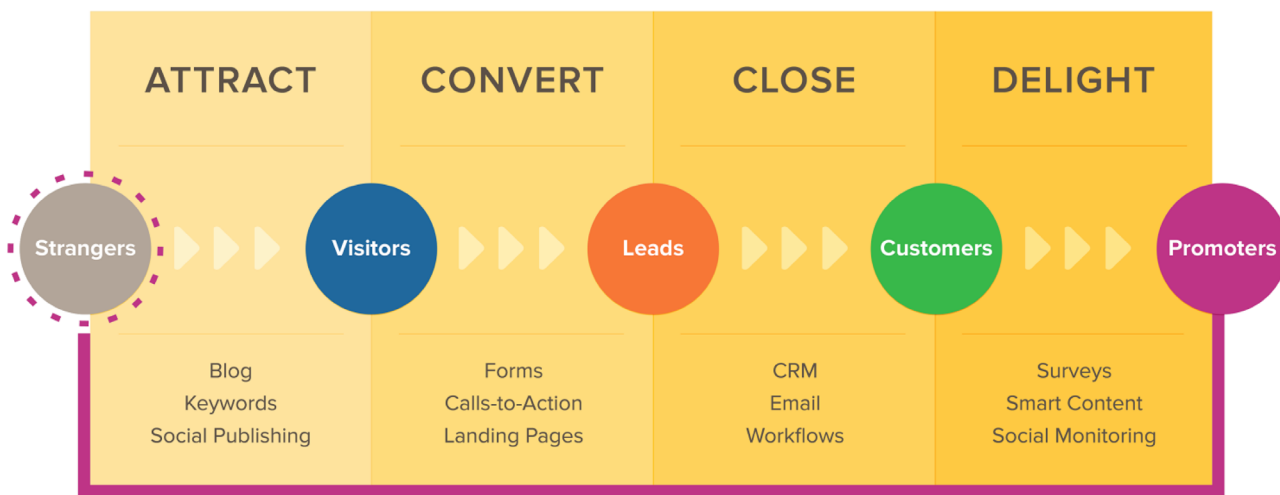 ATTRACT
CONVERT
CLOSE
DELIGHT
Strangers
Visitors
Leads
Customers
Promoters
Blog
Keywords
Social Publishing
Forms
Calls-to-Action
Landing Pages
CRM
Email
Workflows
Surveys
Smart Content
Social Monitoring